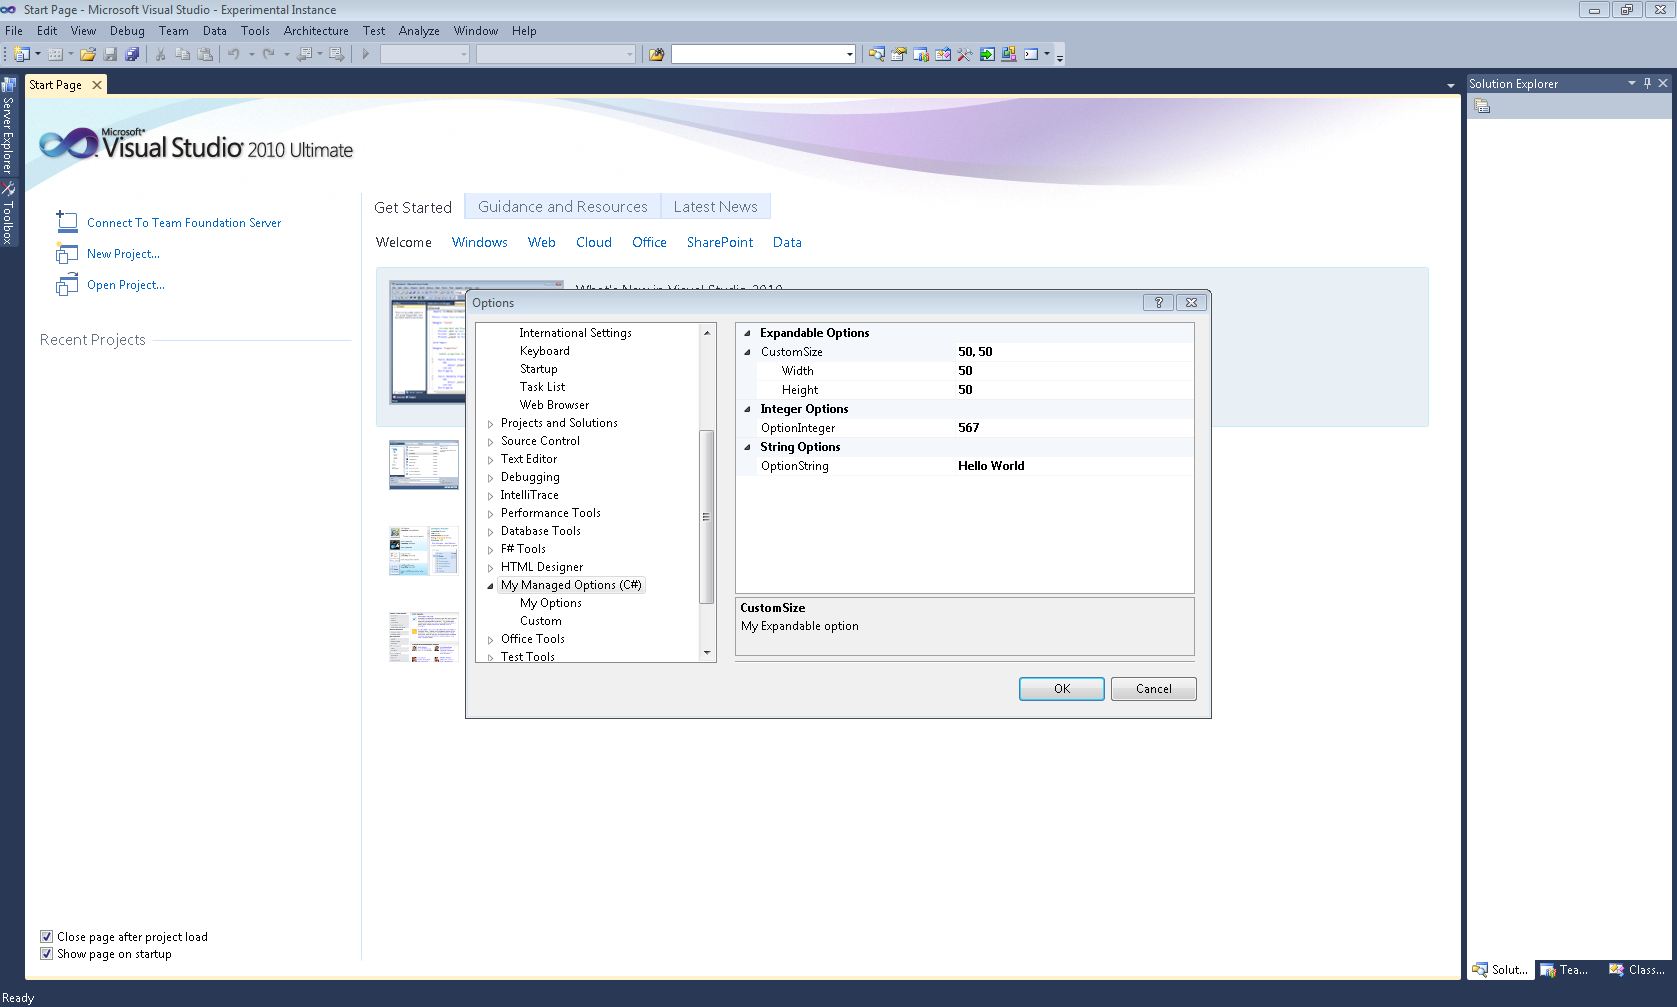 Start Page - Microsoft Visual Studio - Experimental Instance
File Edit View Debug Team Data Tools Architecture Test Analyze Window Help
Start Page
Solution Explorer
Server Explorer
Toolbox
Microsoft®
Visual Studio® 2010 Ultimate
Connect To Team Foundation Server
New Project...
Open Project...
Recent Projects
Get Started Guidance and Resources Latest News
Welcome Windows Web Cloud Office SharePoint Data
What's New in Visual Studio 2010
Options
International Settings
Keyboard
Startup
Task List
Web Browser
Projects and Solutions
Source Control
Text Editor
Debugging
IntelliTrace
Performance Tools
Database Tools
F# Tools
HTML Designer
My Managed Options (C#)
My Options
Custom
Office Tools
Test Tools
Expandable Options
CustomSize 50, 50
Width 50
Height 50
Integer Options
OptionInteger 567
String Options
OptionString Hello World
CustomSize
My Expandable option
OK Cancel
Close page after project load
Show page on startup
Solut... Tea... Class...
Ready